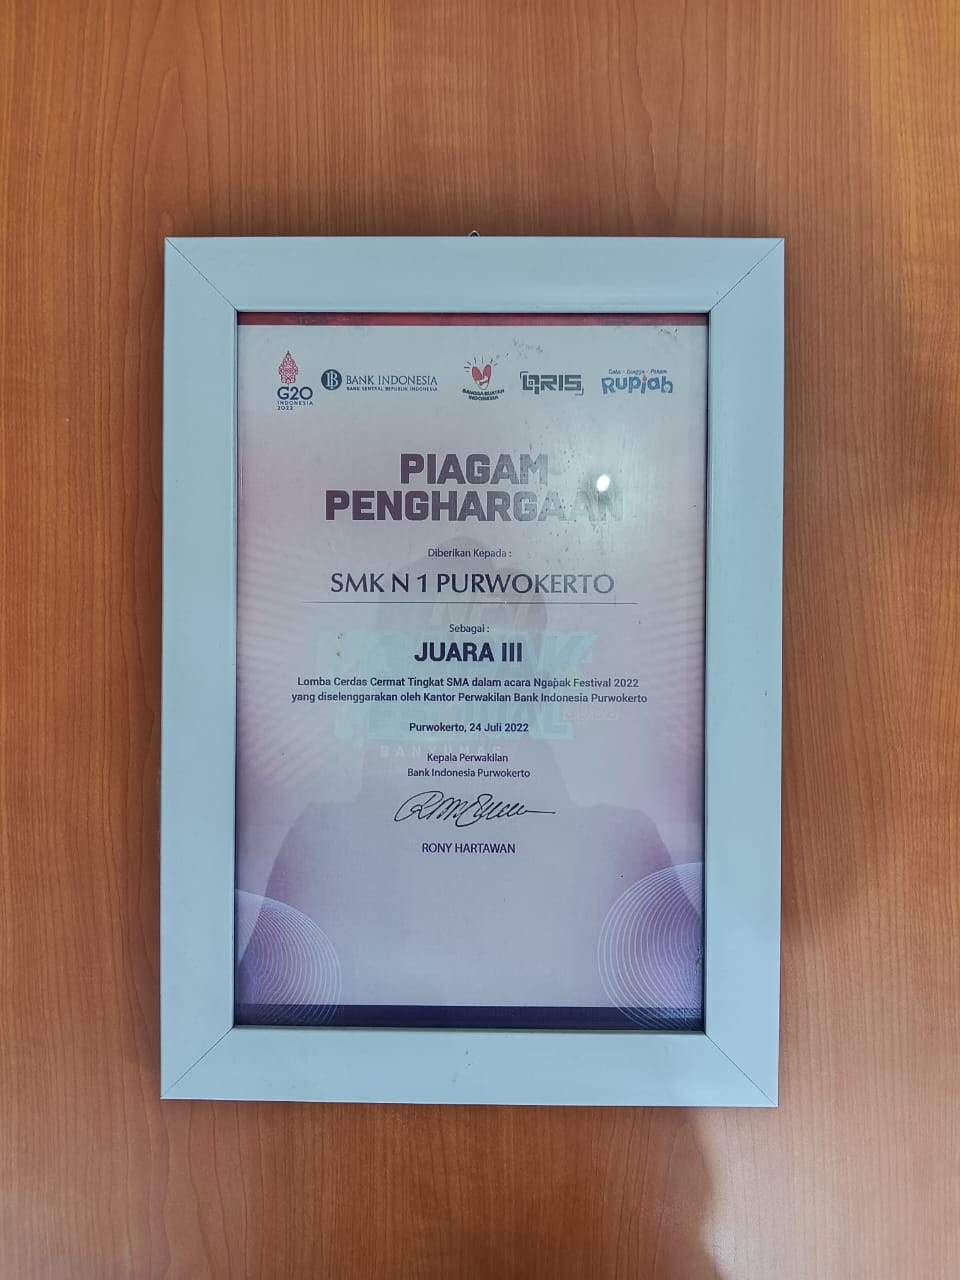 G20
INDONESIA
2022
BANK INDONESIA
BANK SENTRAL REPUBLIK INDONESIA
BANGGA BUATAN
INDONESIA
QRIS
Cinta - Bangga - Paham
Rupiah
PIAGAM
PENGHARGAAN
Diberikan Kepada :
SMK N 1 PURWOKERTO
Sebagai :
JUARA III
Lomba Cerdas Cermat Tingkat SMA dalam acara Ngapak Festival 2022
yang diselenggarakan oleh Kantor Perwakilan Bank Indonesia Purwokerto
Purwokerto, 24 Juli 2022
BANYUMAS
Kepala Perwakilan
Bank Indonesia Purwokerto
RONY HARTAWAN